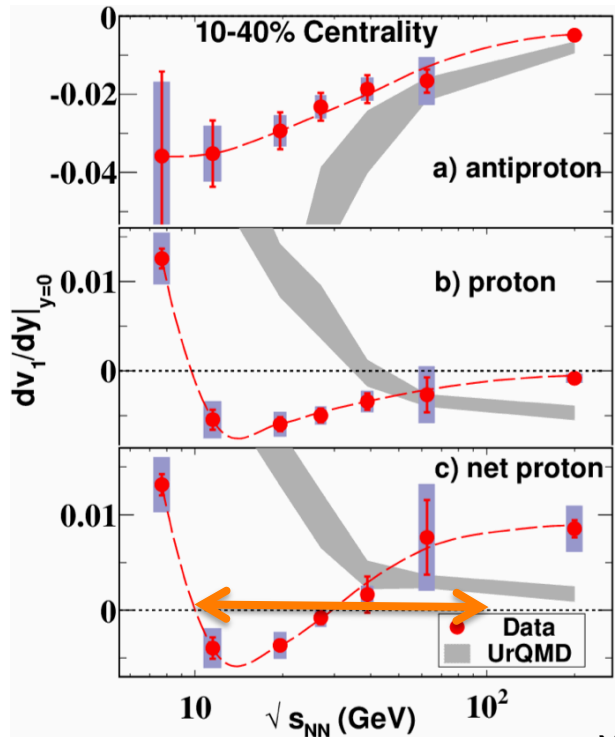 0
10-40% Centrality
-0.02
-0.04
a) antiproton
0.01
b) proton
0
dv₁/dy|y=0
c) net proton
0.01
0
Data
UrQMD
10
10²
√ sNN (GeV)